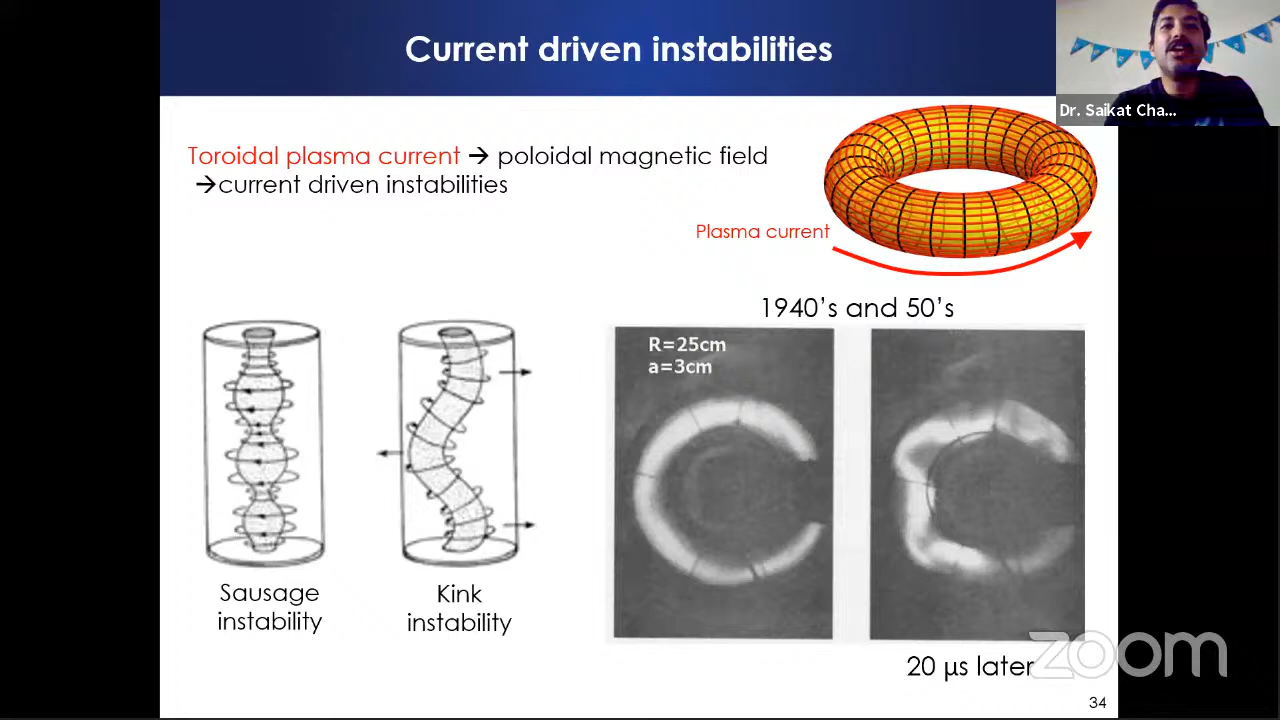 Current driven instabilities
Dr. Saikat Cha...
Toroidal plasma current → poloidal magnetic field
→current driven instabilities
Plasma current
1940's and 50's
R=25cm
a=3cm
Sausage
instability
Kink
instability
20 µs later
zoom
34